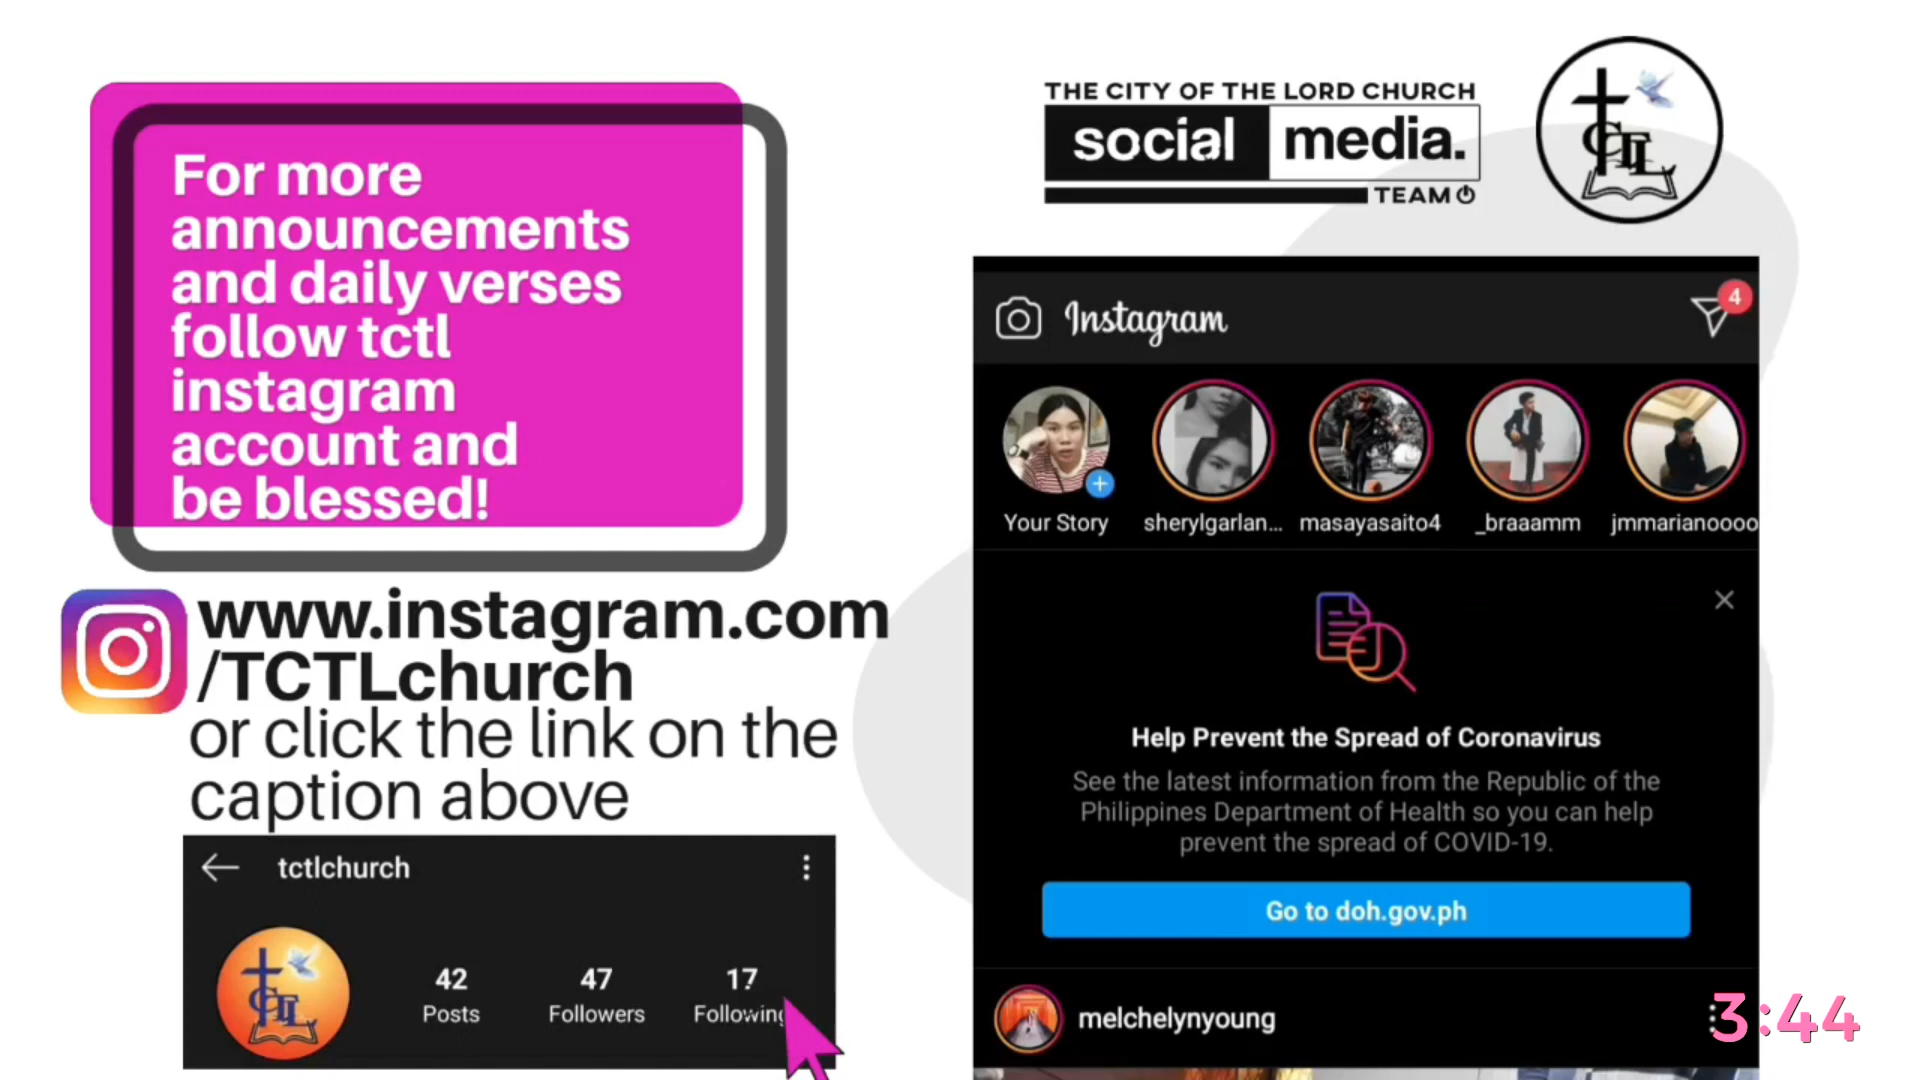 For more
announcements
and daily verses
follow tctl
instagram
account and
be blessed!
www.instagram.com
/TCTLchurch
or click the link on the
caption above
tctlchurch
42
47
17
Posts
Followers
Following
THE CITY OF THE LORD CHURCH
social media.
TEAM
CTL
Instagram
4
Your Story
sherylgarlan...
masayasaito4
_braaamm
jmmarianoooo
Help Prevent the Spread of Coronavirus
See the latest information from the Republic of the
Philippines Department of Health so you can help
prevent the spread of COVID-19.
Go to doh.gov.ph
melchelynyoung
3:44